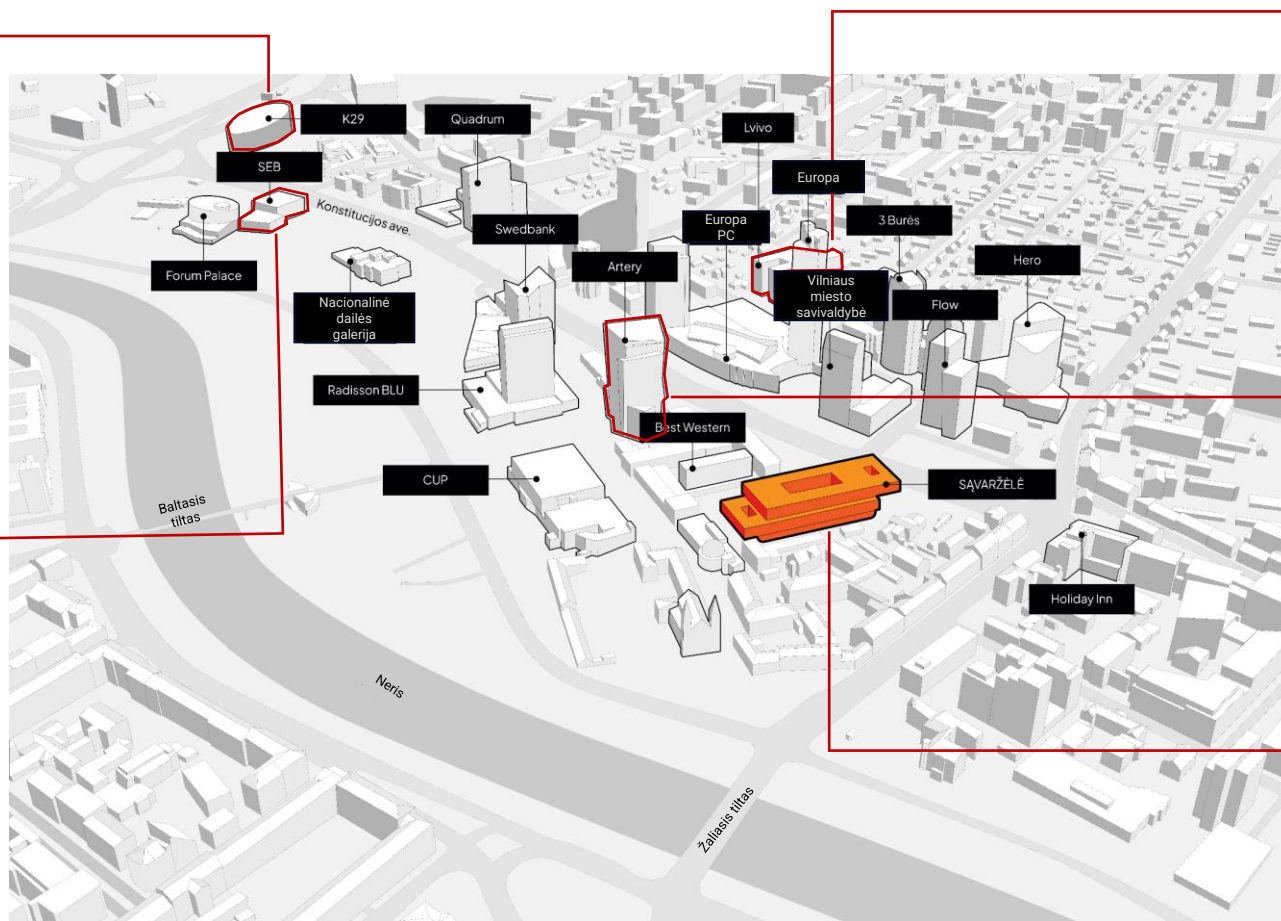 K29
Quadrum
Lvivo
SEB
Europa
Konstitucijos ave.
Swedbank
Europa
PC
3 Burės
Forum Palace
Artery
Hero
Nacionalinė
dailės
galerija
Vilniaus
miesto
savivaldybė
Flow
Radisson BLU
Best Western
CUP
SĄVARŽĖLĖ
Baltasis
tiltas
Holiday Inn
Neris
Žaliasis tiltas